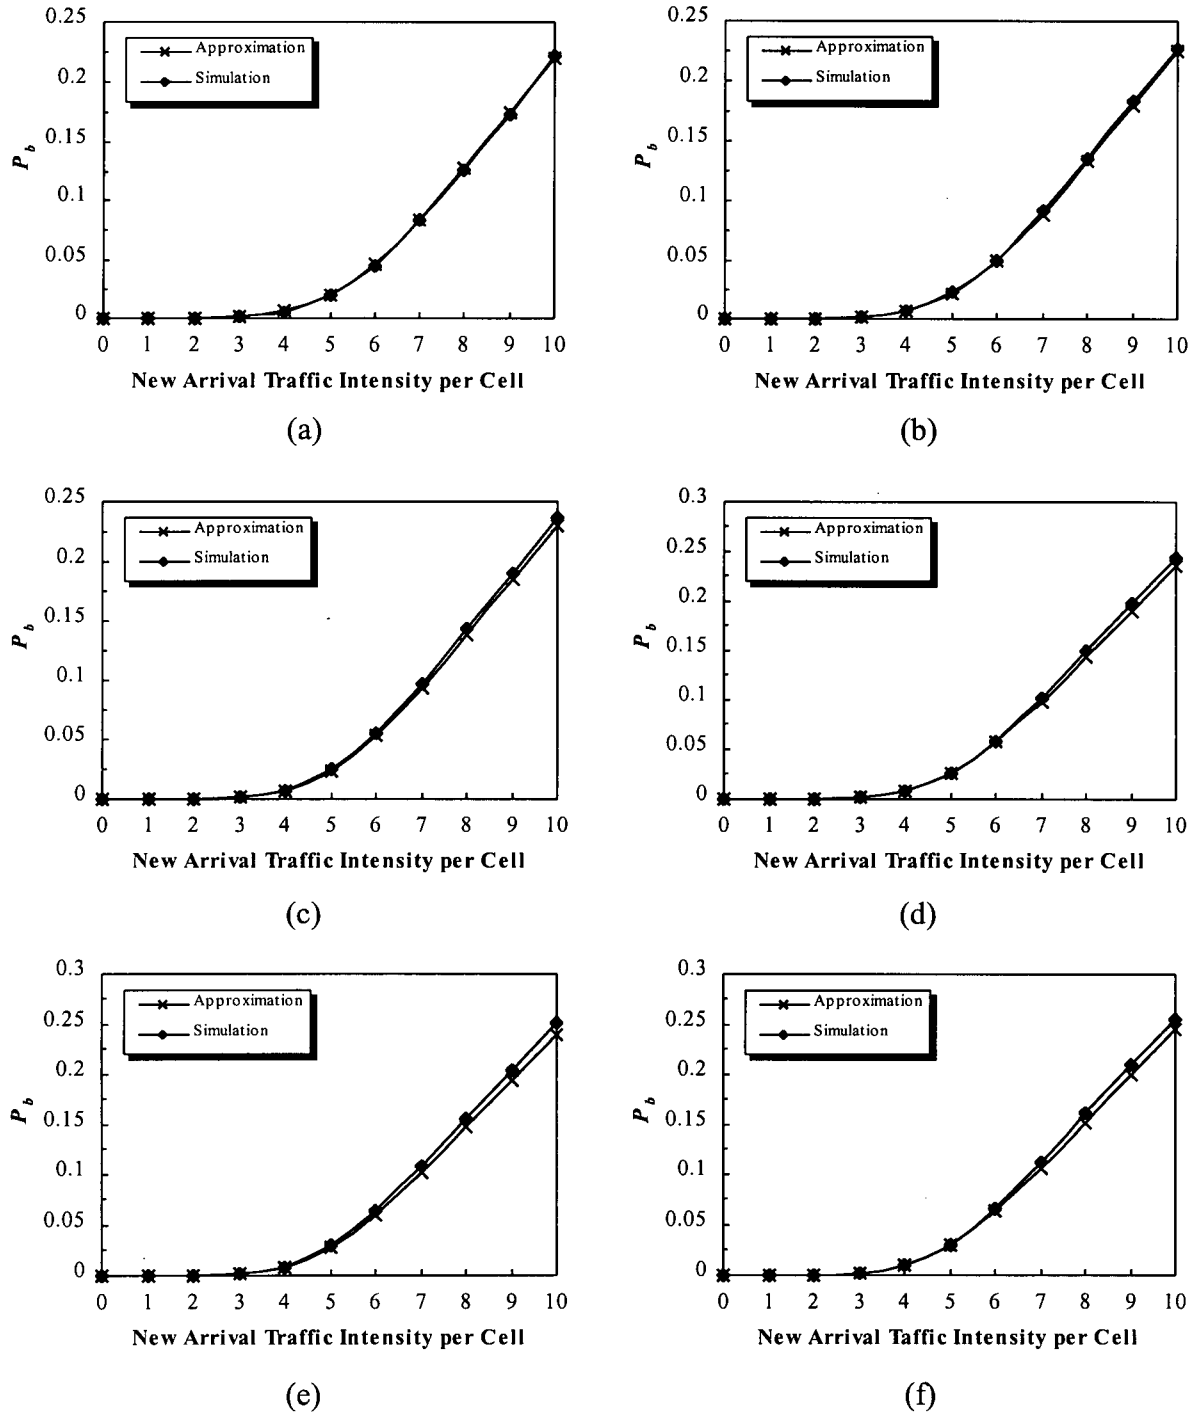 0.25
0.2
0.15
0.1
0.05
0
P_b
Approximation
Simulation
0 1 2 3 4 5 6 7 8 9 10
New Arrival Traffic Intensity per Cell
(a)
0.25
0.2
0.15
0.1
0.05
0
P_b
Approximation
Simulation
0 1 2 3 4 5 6 7 8 9 10
New Arrival Traffic Intensity per Cell
(b)
0.25
0.2
0.15
0.1
0.05
0
P_b
Approximation
Simulation
0 1 2 3 4 5 6 7 8 9 10
New Arrival Traffic Intensity per Cell
(c)
0.3
0.25
0.2
0.15
0.1
0.05
0
P_b
Approximation
Simulation
0 1 2 3 4 5 6 7 8 9 10
New Arrival Traffic Intensity per Cell
(d)
0.3
0.25
0.2
0.15
0.1
0.05
0
P_b
Approximation
Simulation
0 1 2 3 4 5 6 7 8 9 10
New Arrival Traffic Intensity per Cell
(e)
0.3
0.25
0.2
0.15
0.1
0.05
0
P_b
Approximation
Simulation
0 1 2 3 4 5 6 7 8 9 10
New Arrival Taffic Intensity per Cell
(f)